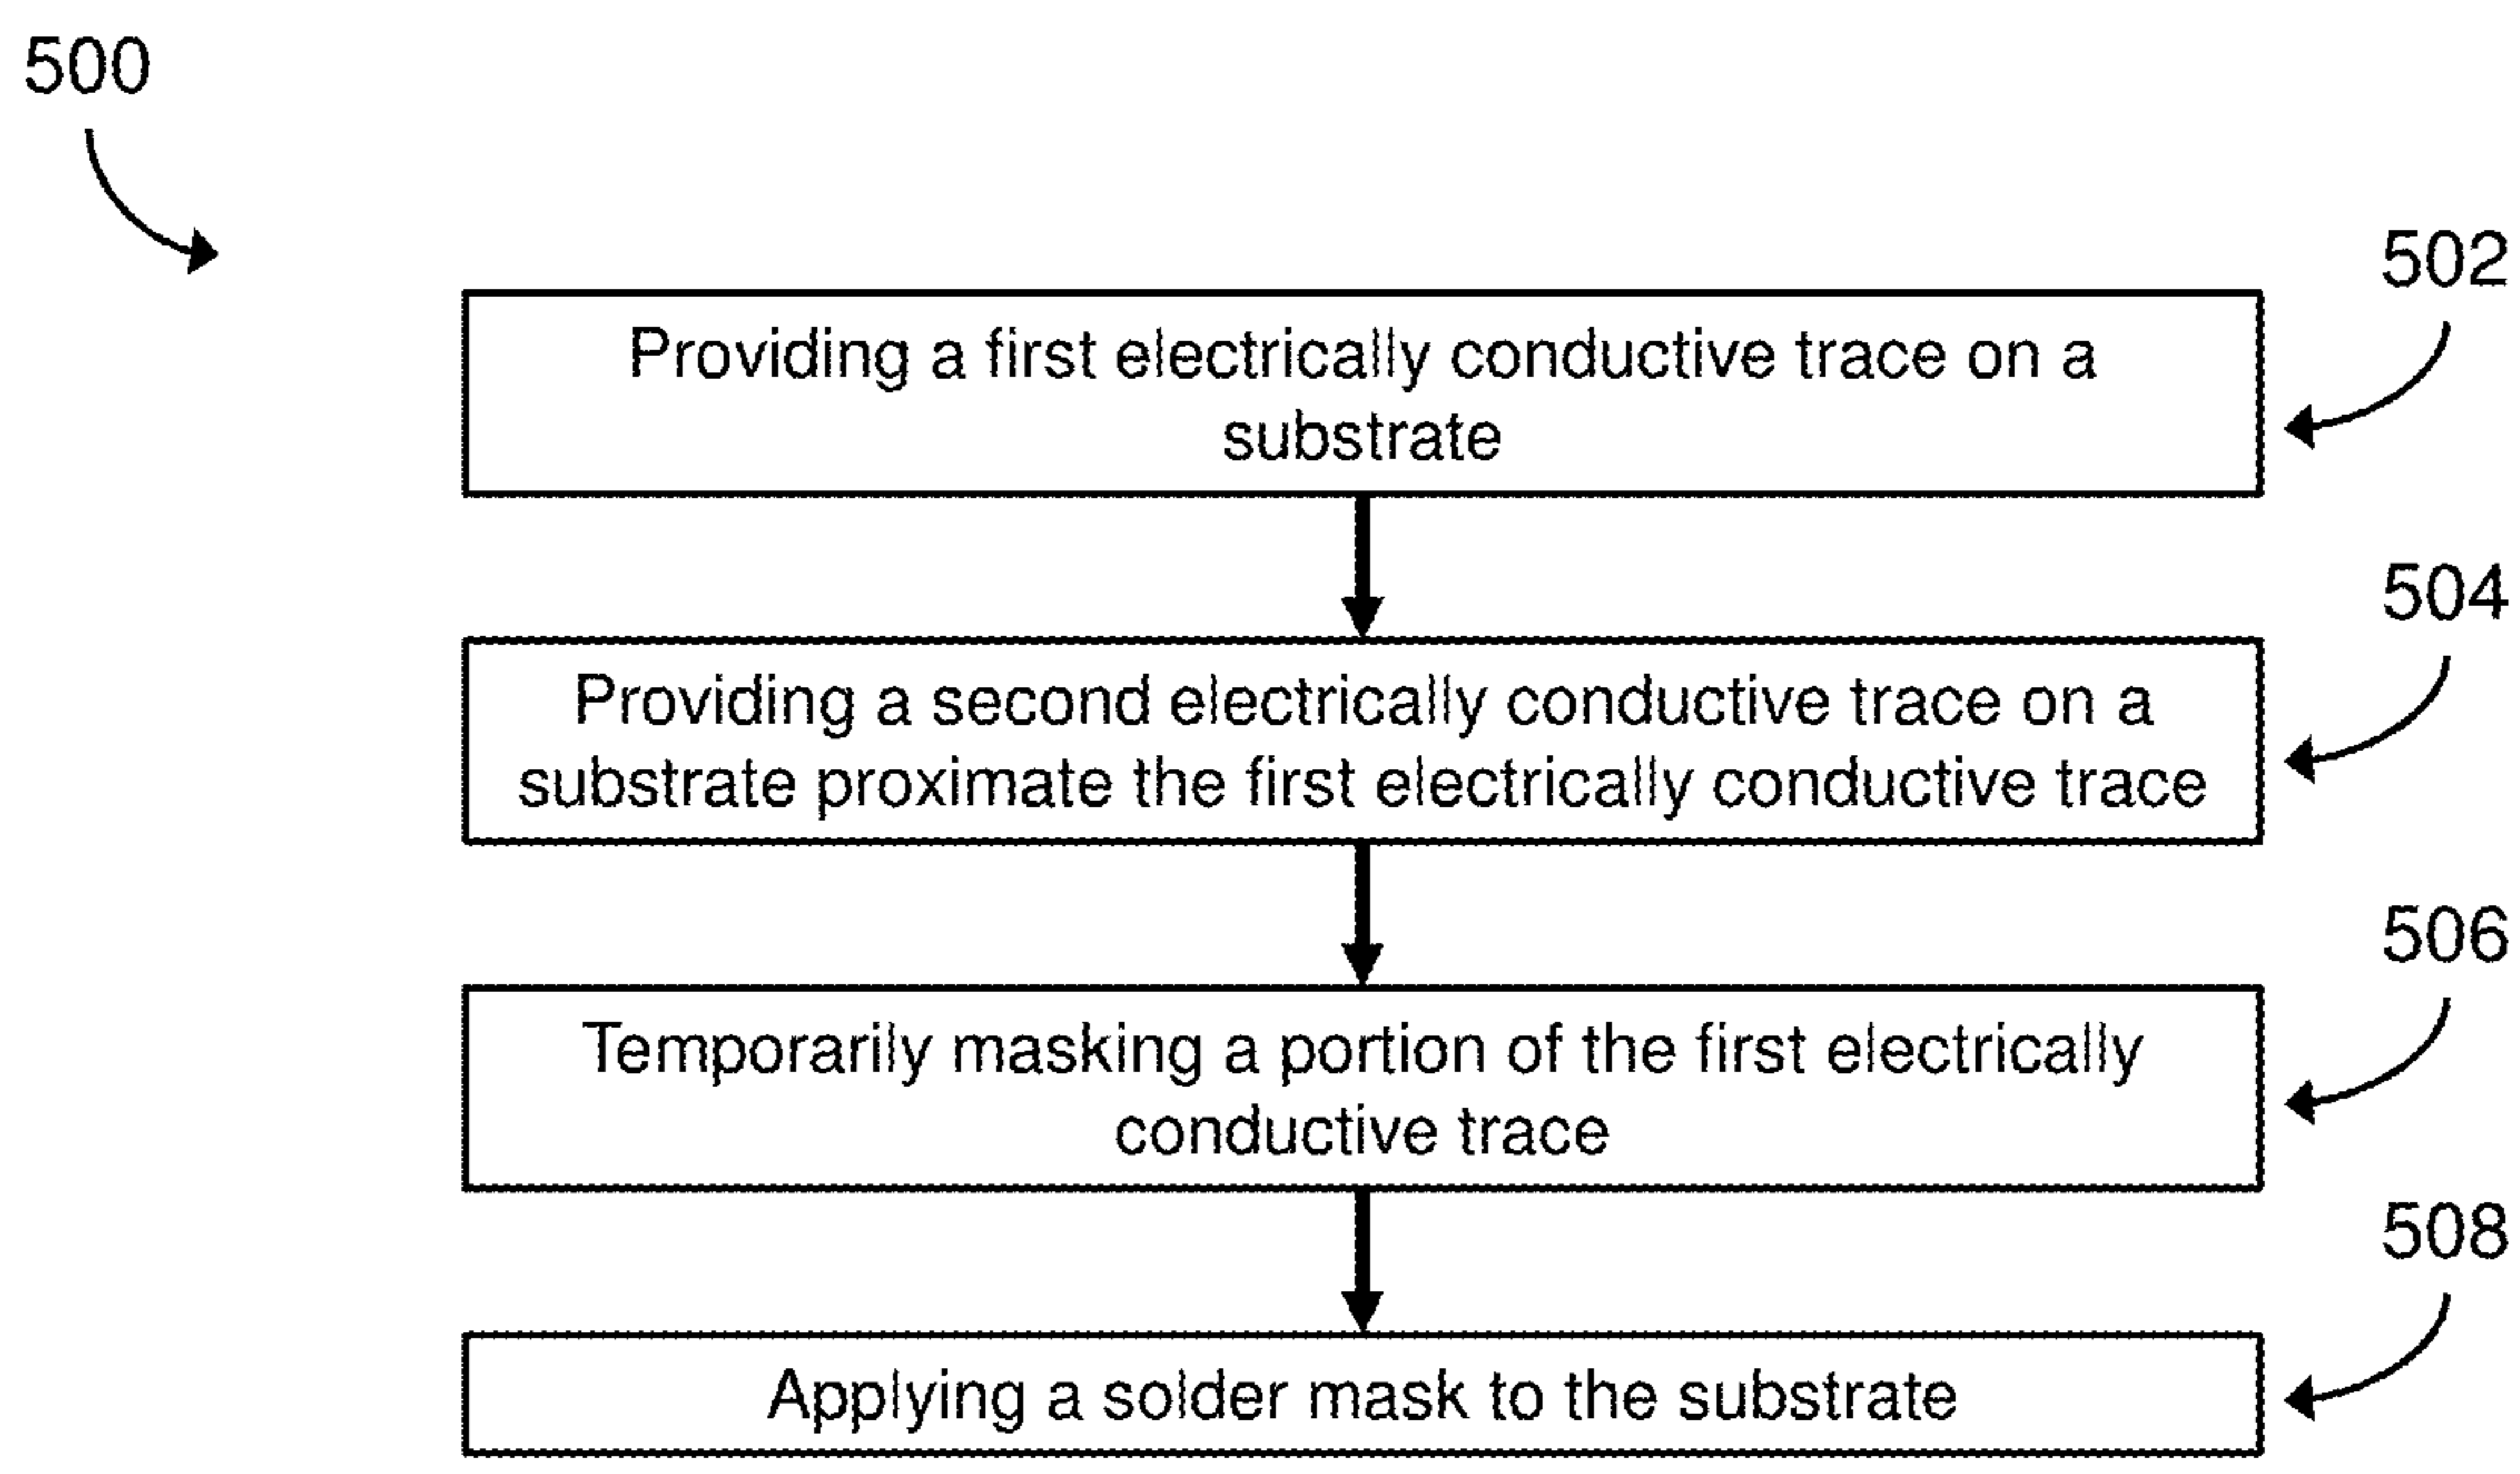 500
502
Providing a first electrically conductive trace on a
substrate
504
Providing a second electrically conductive trace on a
substrate proximate the first electrically conductive trace
506
Temporarily masking a portion of the first electrically
conductive trace
508
Applying a solder mask to the substrate